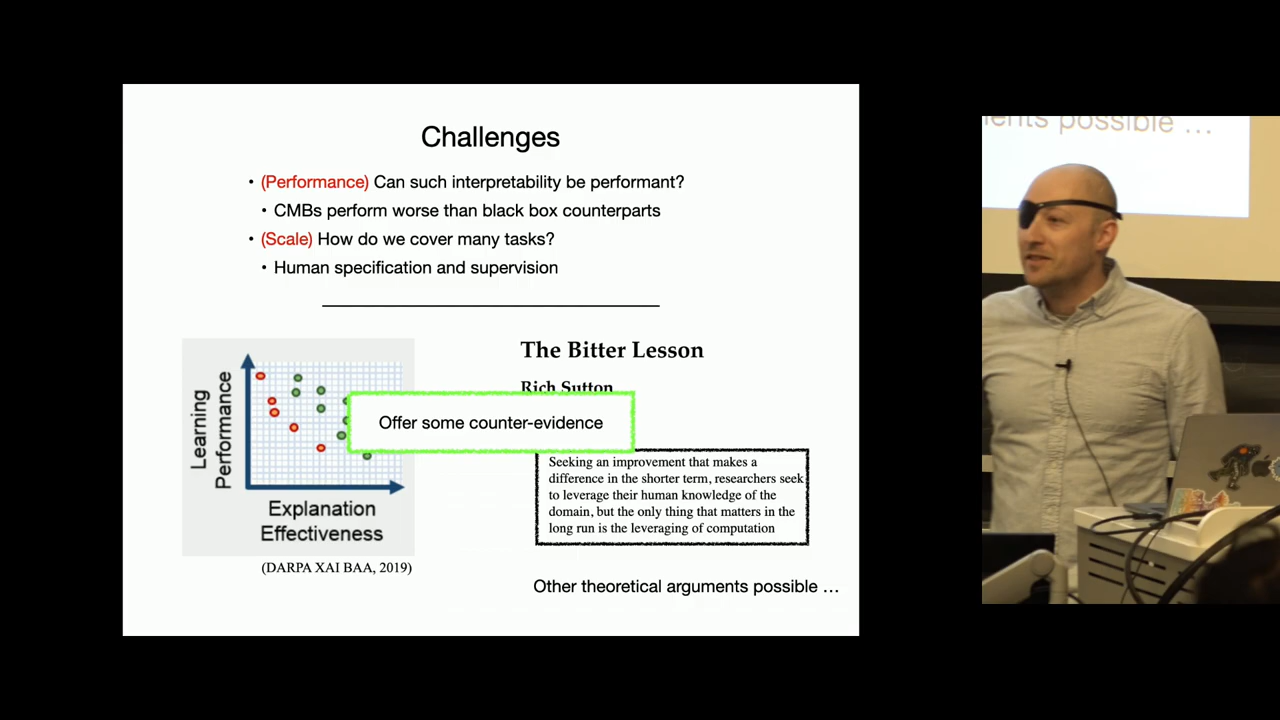 Challenges
• (Performance) Can such interpretability be performant?
• CMBs perform worse than black box counterparts
• (Scale) How do we cover many tasks?
• Human specification and supervision
The Bitter Lesson
Rich Sutton
Learning
Performance
Offer some counter-evidence
Seeking an improvement that makes a
difference in the shorter term, researchers seek
to leverage their human knowledge of the
domain, but the only thing that matters in the
long run is the leveraging of computation
Explanation
Effectiveness
(DARPA XAI BAA, 2019)
Other theoretical arguments possible …
ents possible …